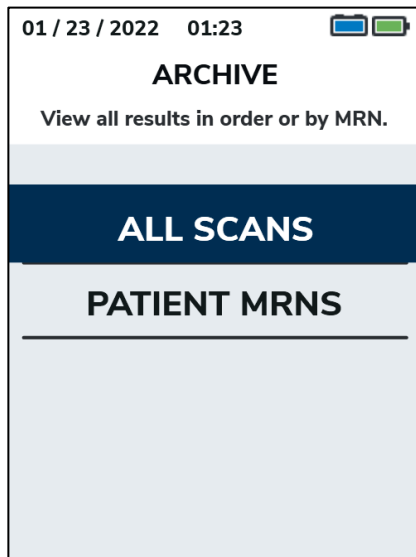 01 / 23 / 2022 01:23
ARCHIVE
View all results in order or by MRN.
ALL SCANS
PATIENT MRNS